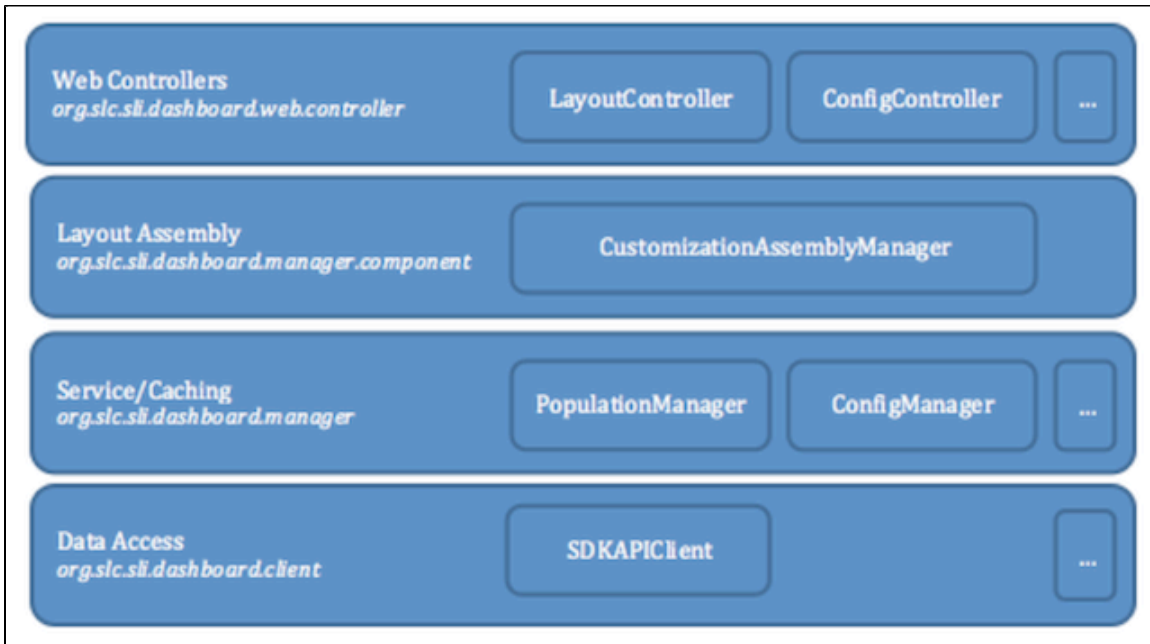 Web Controllers
org.slc.sli.dashboard.web.controller
LayoutController
ConfigController
...
Layout Assembly
org.slc.sli.dashboard.manager.component
CustomizationAssemblyManager
Service/Caching
org.slc.sli.dashboard.manager
PopulationManager
ConfigManager
...
Data Access
org.slc.sli.dashboard.client
SDKAPIClient
...